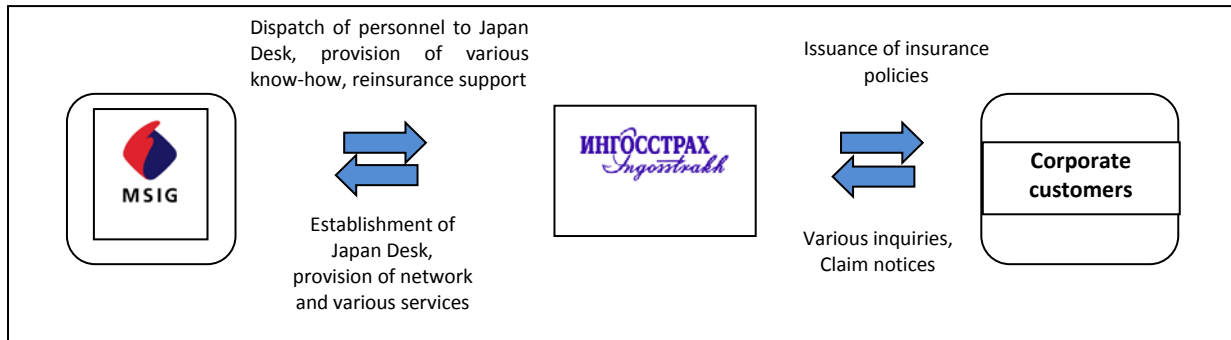 Dispatch of personnel to Japan
Desk, provision of various
know-how, reinsurance support
Issuance of insurance
policies
MSIG
ИНГОССТРАХ
Ingosstrakh
Corporate
customers
Establishment of
Japan Desk,
provision of network
and various services
Various inquiries,
Claim notices